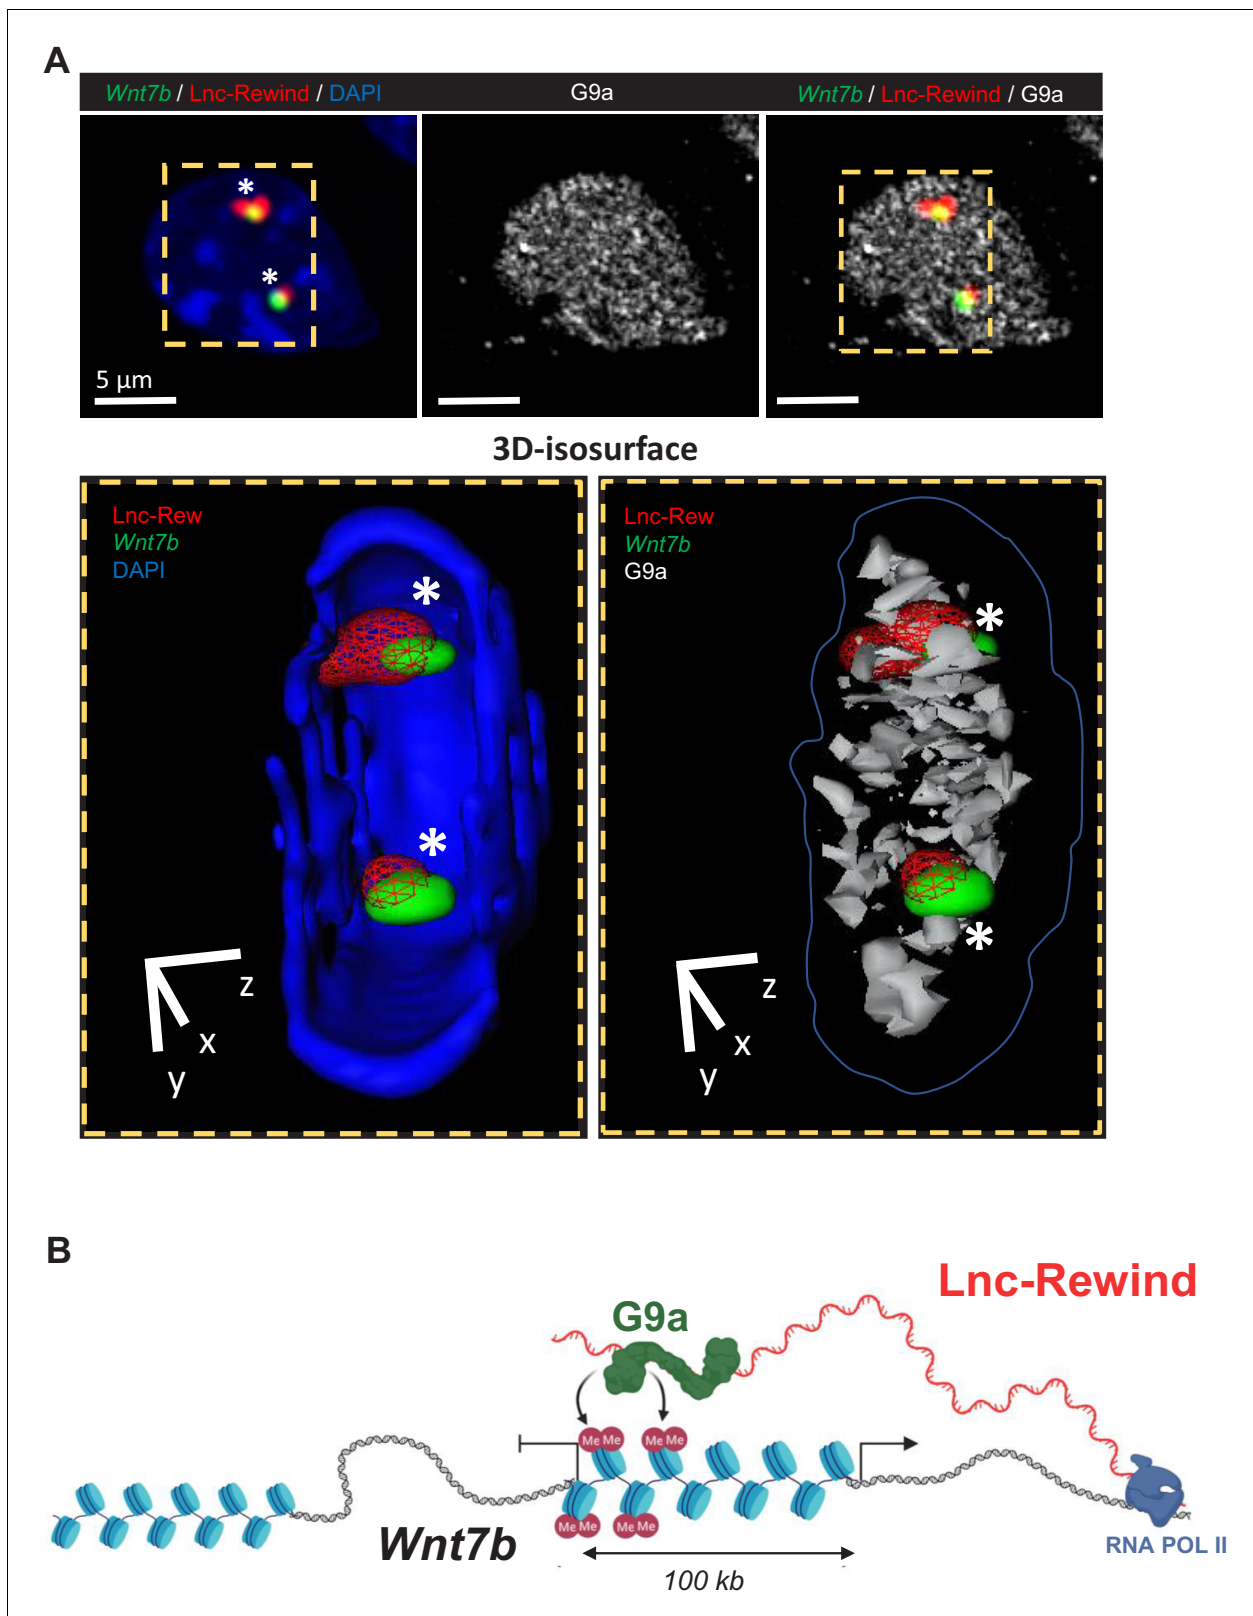 A
Wnt7b / Lnc-Rewind / DAPI
G9a
Wnt7b / Lnc-Rewind / G9a
*
*
5 µm
3D-isosurface
Lnc-Rew
Wnt7b
DAPI
*
*
z
x
y
Lnc-Rew
Wnt7b
G9a
*
*
z
x
y
B
Lnc-Rewind
G9a
Me Me
Me Me
Me Me
Me Me
Wnt7b
100 kb
RNA POL II